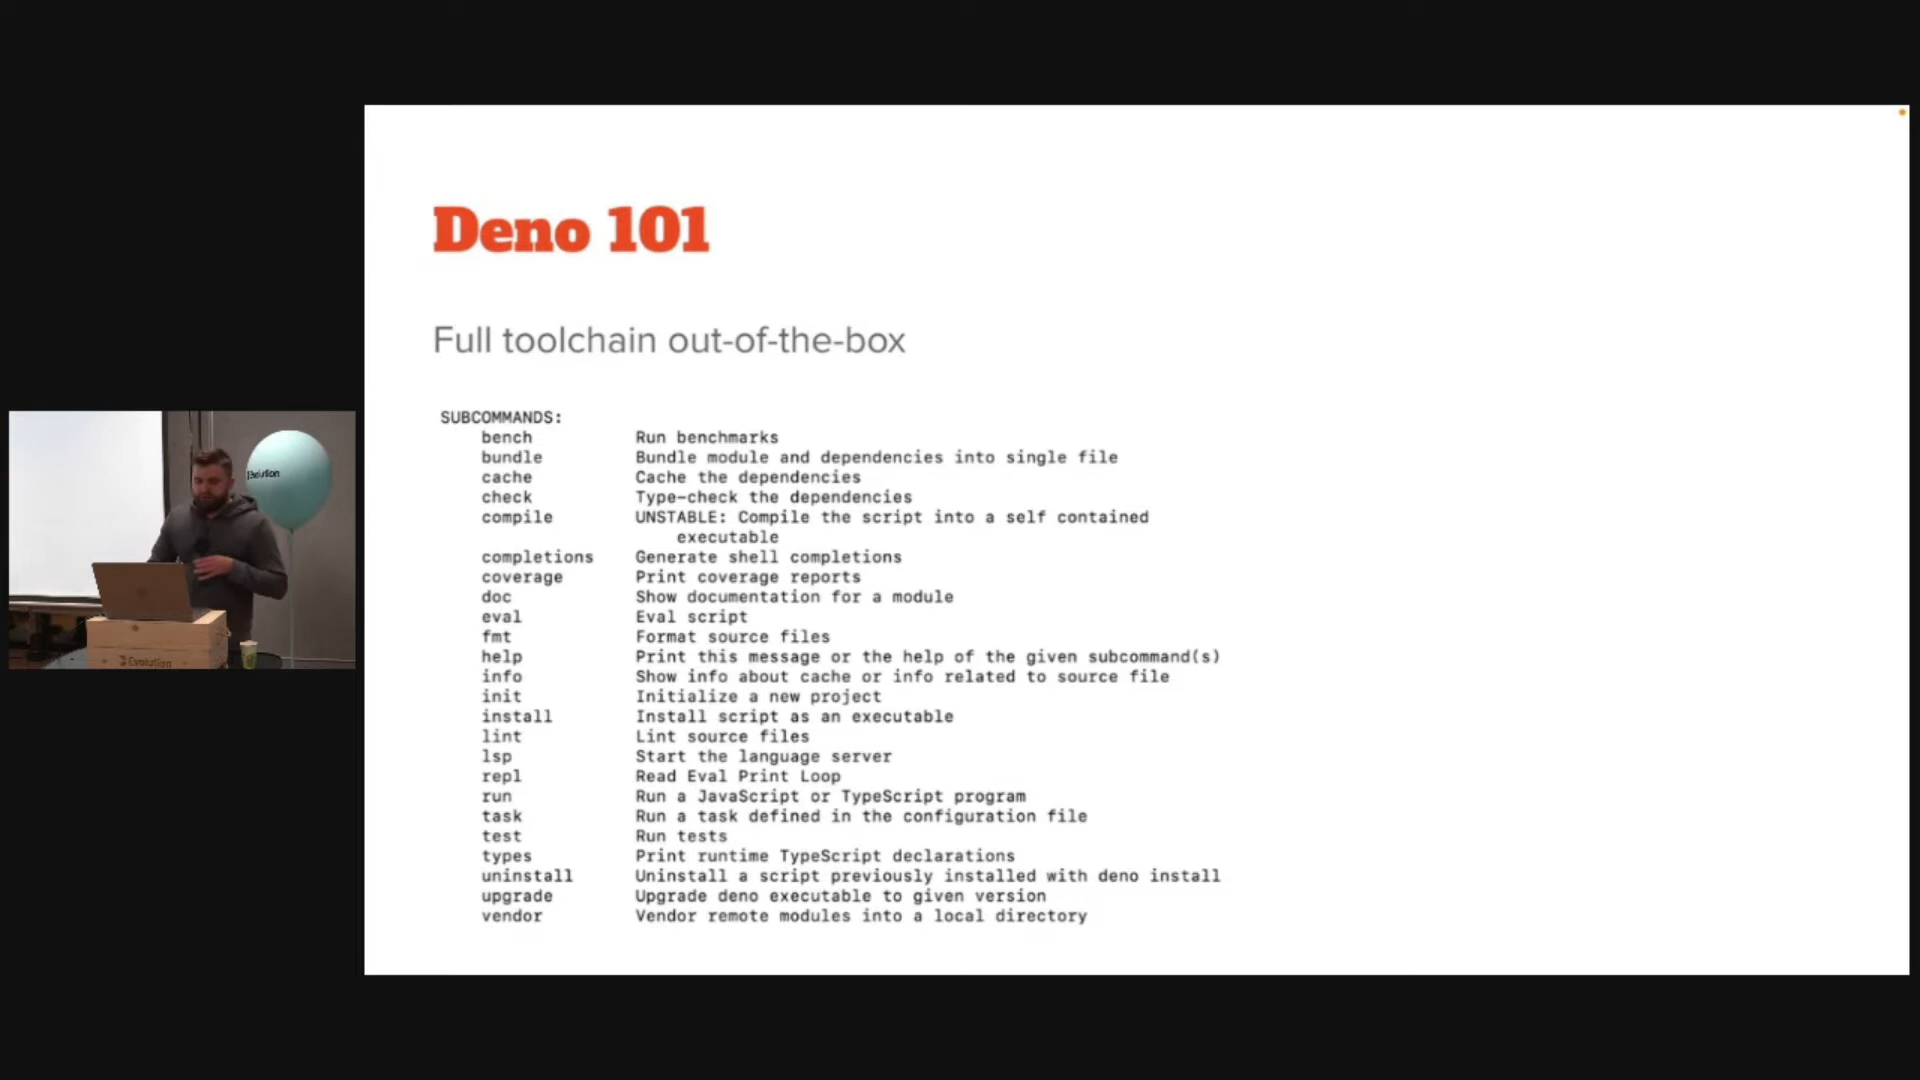 Deno 101
Full toolchain out-of-the-box
SUBCOMMANDS:
bench Run benchmarks
bundle Bundle module and dependencies into single file
cache Cache the dependencies
check Type-check the dependencies
compile UNSTABLE: Compile the script into a self contained
executable
completions Generate shell completions
coverage Print coverage reports
doc Show documentation for a module
eval Eval script
fmt Format source files
help Print this message or the help of the given subcommand(s)
info Show info about cache or info related to source file
init Initialize a new project
install Install script as an executable
lint Lint source files
lsp Start the language server
repl Read Eval Print Loop
run Run a JavaScript or TypeScript program
task Run a task defined in the configuration file
test Run tests
types Print runtime TypeScript declarations
uninstall Uninstall a script previously installed with deno install
upgrade Upgrade deno executable to given version
vendor Vendor remote modules into a local directory
Evolution
Evolution